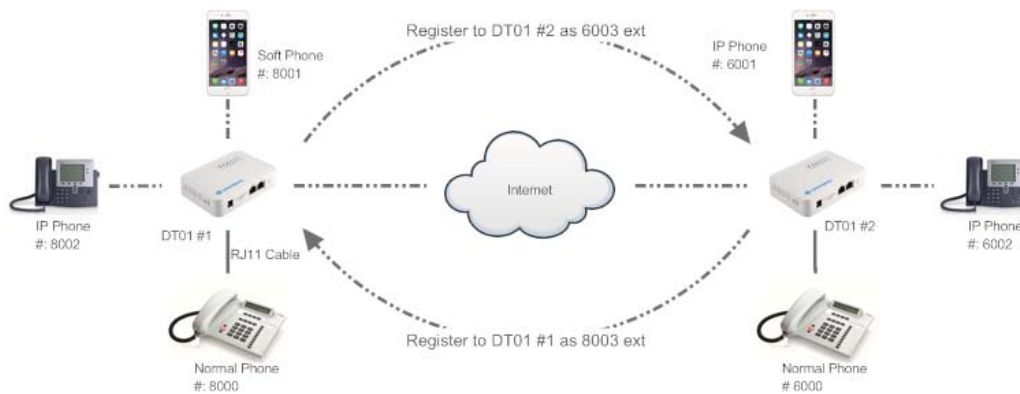 Register to DT01 #2 as 6003 ext
Soft Phone
#: 8001
IP Phone
#: 6001
Internet
IP Phone
#: 8002
DT01 #1
RJ11 Cable
DT01 #2
IP Phone
#: 6002
Register to DT01 #1 as 8003 ext
Normal Phone
#: 8000
Normal Phone
# 6000